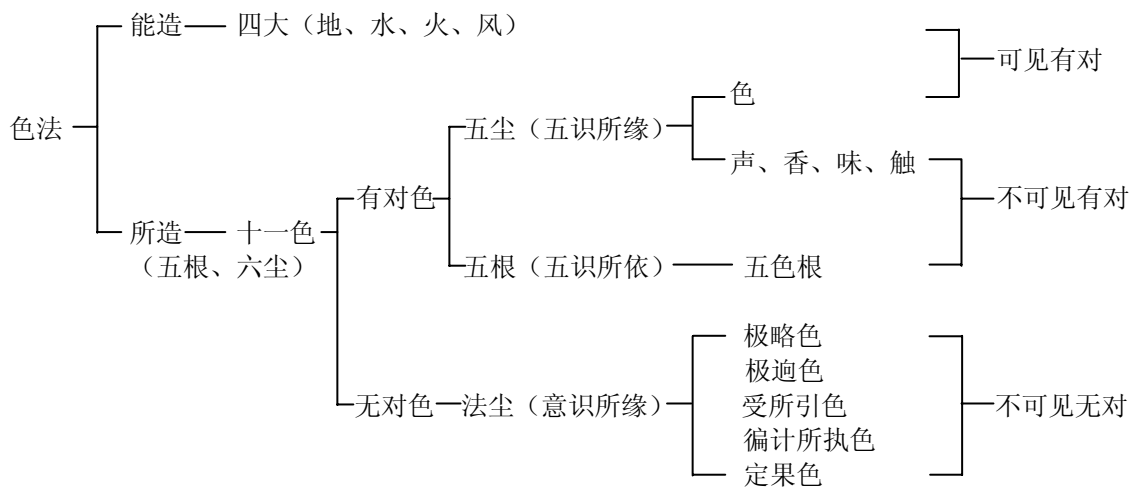 能造 四大（地、水、火、风）
可见有对
色
色法
五尘（五识所缘）
声、香、味、触
有对色
不可见有对
所造 十一色
（五根、六尘）
五根（五识所依） 五色根
极略色
极迥色
无对色 法尘（意识所缘） 受所引色 不可见无对
徧计所执色
定果色